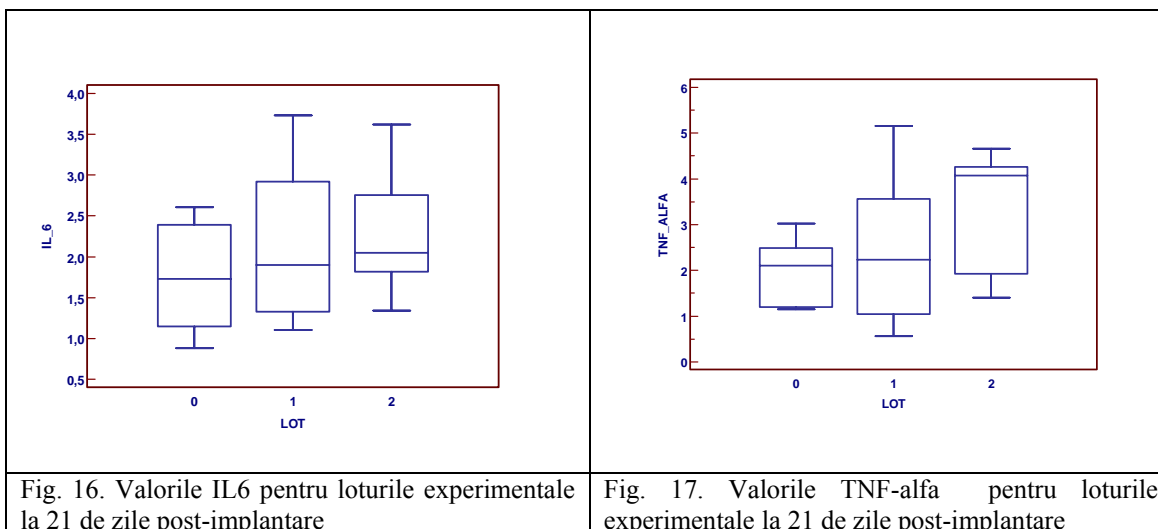 4,0
3,5
3,0
2,5
2,0
1,5
1,0
0,5
IL_6
0 1 2
LOT
Fig. 16. Valorile IL6 pentru loturile experimentale
la 21 de zile post-implantare
6
5
4
3
2
1
0
TNF_ALFA
0 1 2
LOT
Fig. 17. Valorile TNF-alfa pentru loturile
experimentale la 21 de zile post-implantare